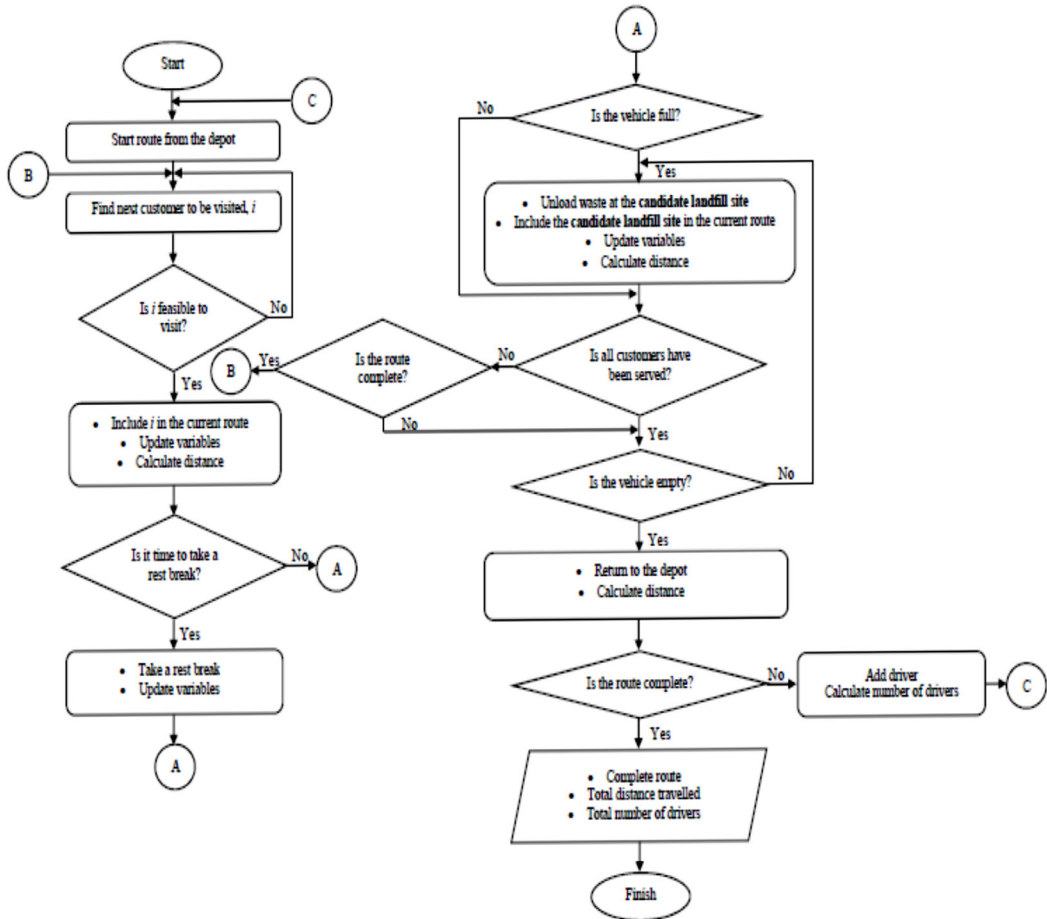 Start
C
Start route from the depot
B
Find next customer to be visited, i
Is i feasible to
visit?
No
Yes
• Include i in the current route
• Update variables
• Calculate distance
Is it time to take a
rest break?
No
A
Yes
• Take a rest break
• Update variables
A
A
Is the vehicle full?
No
Yes
• Unload waste at the candidate landfill site
• Include the candidate landfill site in the current route
• Update variables
• Calculate distance
Is all customers have
been served?
No
Is the route
complete?
Yes
B
No
Yes
Is the vehicle empty?
No
Yes
• Return to the depot
• Calculate distance
Is the route complete?
No
Add driver
Calculate number of drivers
C
Yes
• Complete route
• Total distance travelled
• Total number of drivers
Finish